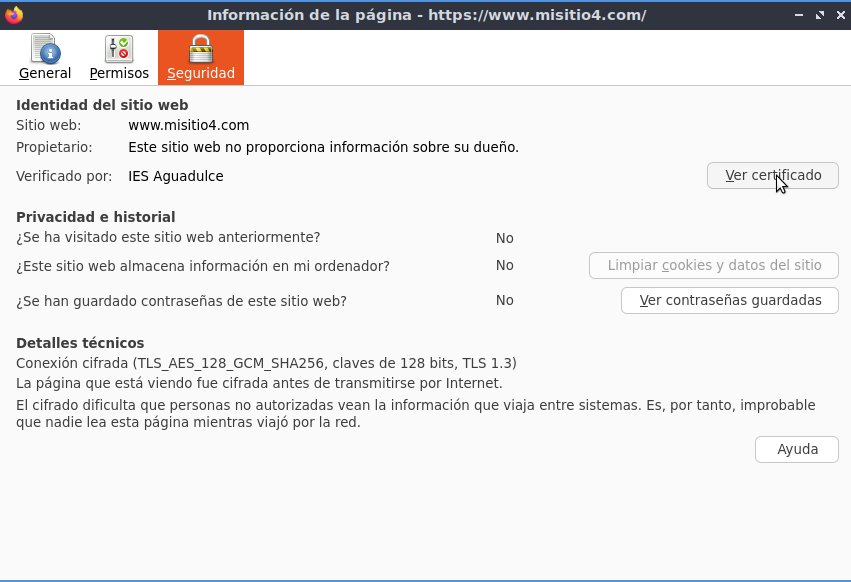 Información de la página - https://www.misitio4.com/
General Permisos Seguridad
Identidad del sitio web
Sitio web: www.misitio4.com
Propietario: Este sitio web no proporciona información sobre su dueño.
Verificado por: IES Aguadulce Ver certificado
Privacidad e historial
¿Se ha visitado este sitio web anteriormente? No
¿Este sitio web almacena información en mi ordenador? No Limpiar cookies y datos del sitio
¿Se han guardado contraseñas de este sitio web? No Ver contraseñas guardadas
Detalles técnicos
Conexión cifrada (TLS_AES_128_GCM_SHA256, claves de 128 bits, TLS 1.3)
La página que está viendo fue cifrada antes de transmitirse por Internet.
El cifrado dificulta que personas no autorizadas vean la información que viaja entre sistemas. Es, por tanto, improbable
que nadie lea esta página mientras viajó por la red.
Ayuda